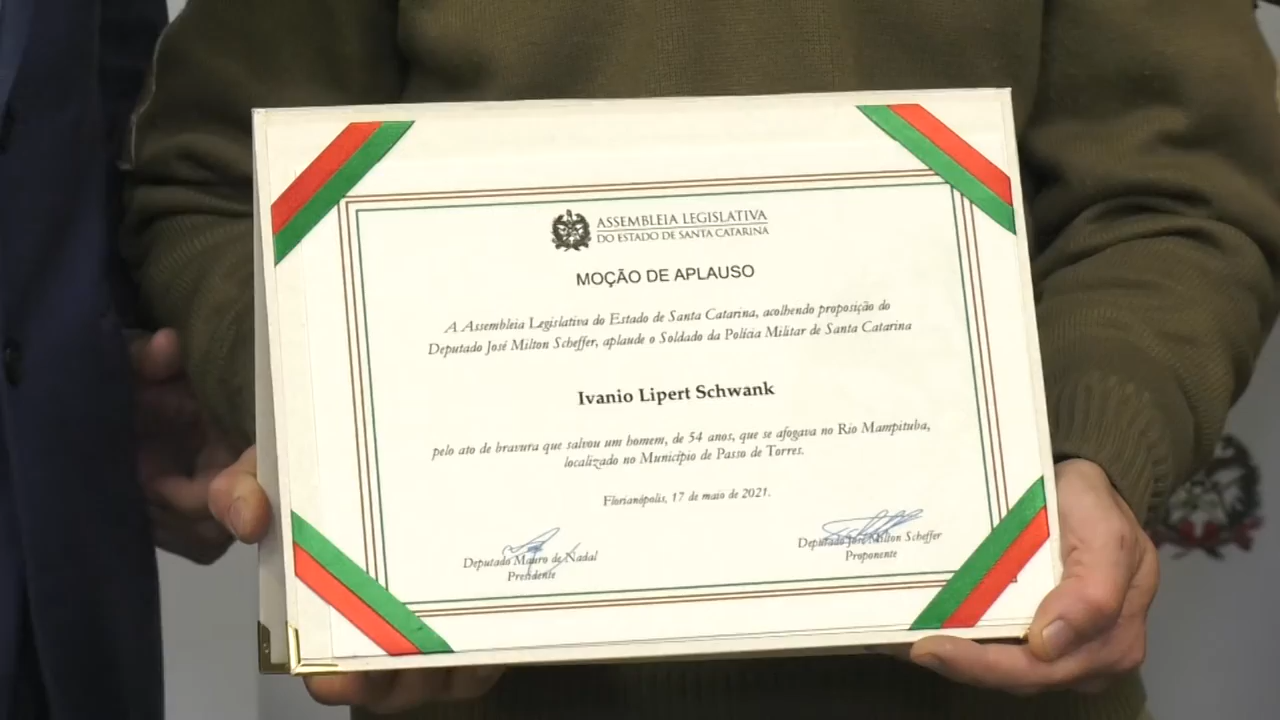 ASSEMBLEIA LEGISLATIVA
DO ESTADO DE SANTA CATARINA
MOÇÃO DE APLAUSO
A Assembleia Legislativa do Estado de Santa Catarina, acolhendo proposição do
Deputado José Milton Scheffer, aplaude o Soldado da Polícia Militar de Santa Catarina
Ivanio Lipert Schwank
pelo ato de bravura que salvou um homem, de 54 anos, que se afogava no Rio Mampituba,
localizado no Município de Passo de Torres.
Florianópolis, 17 de maio de 2021.
Deputado Mauro de Nadal
Presidente
Deputado José Milton Scheffer
Proponente